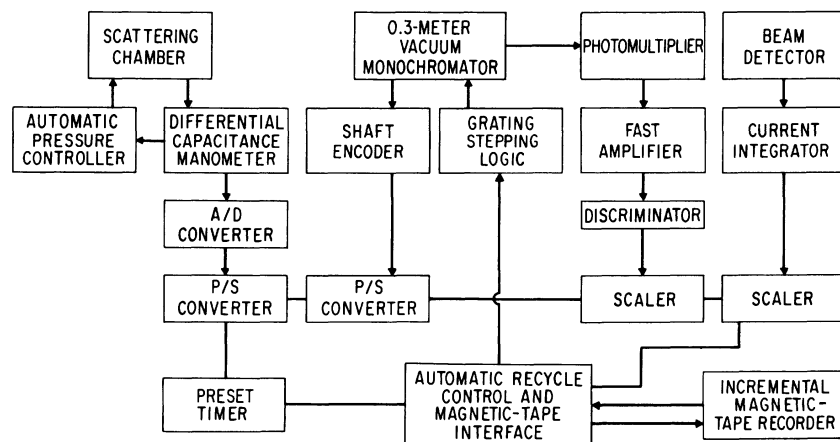 SCATTERING
CHAMBER
0.3-METER
VACUUM
MONOCHROMATOR
PHOTOMULTIPLIER
BEAM
DETECTOR
AUTOMATIC
PRESSURE
CONTROLLER
DIFFERENTIAL
CAPACITANCE
MANOMETER
SHAFT
ENCODER
GRATING
STEPPING
LOGIC
FAST
AMPLIFIER
CURRENT
INTEGRATOR
A/D
CONVERTER
DISCRIMINATOR
P/S
CONVERTER
P/S
CONVERTER
SCALER
SCALER
PRESET
TIMER
AUTOMATIC RECYCLE
CONTROL AND
MAGNETIC-TAPE
INTERFACE
INCREMENTAL
MAGNETIC-
TAPE RECORDER